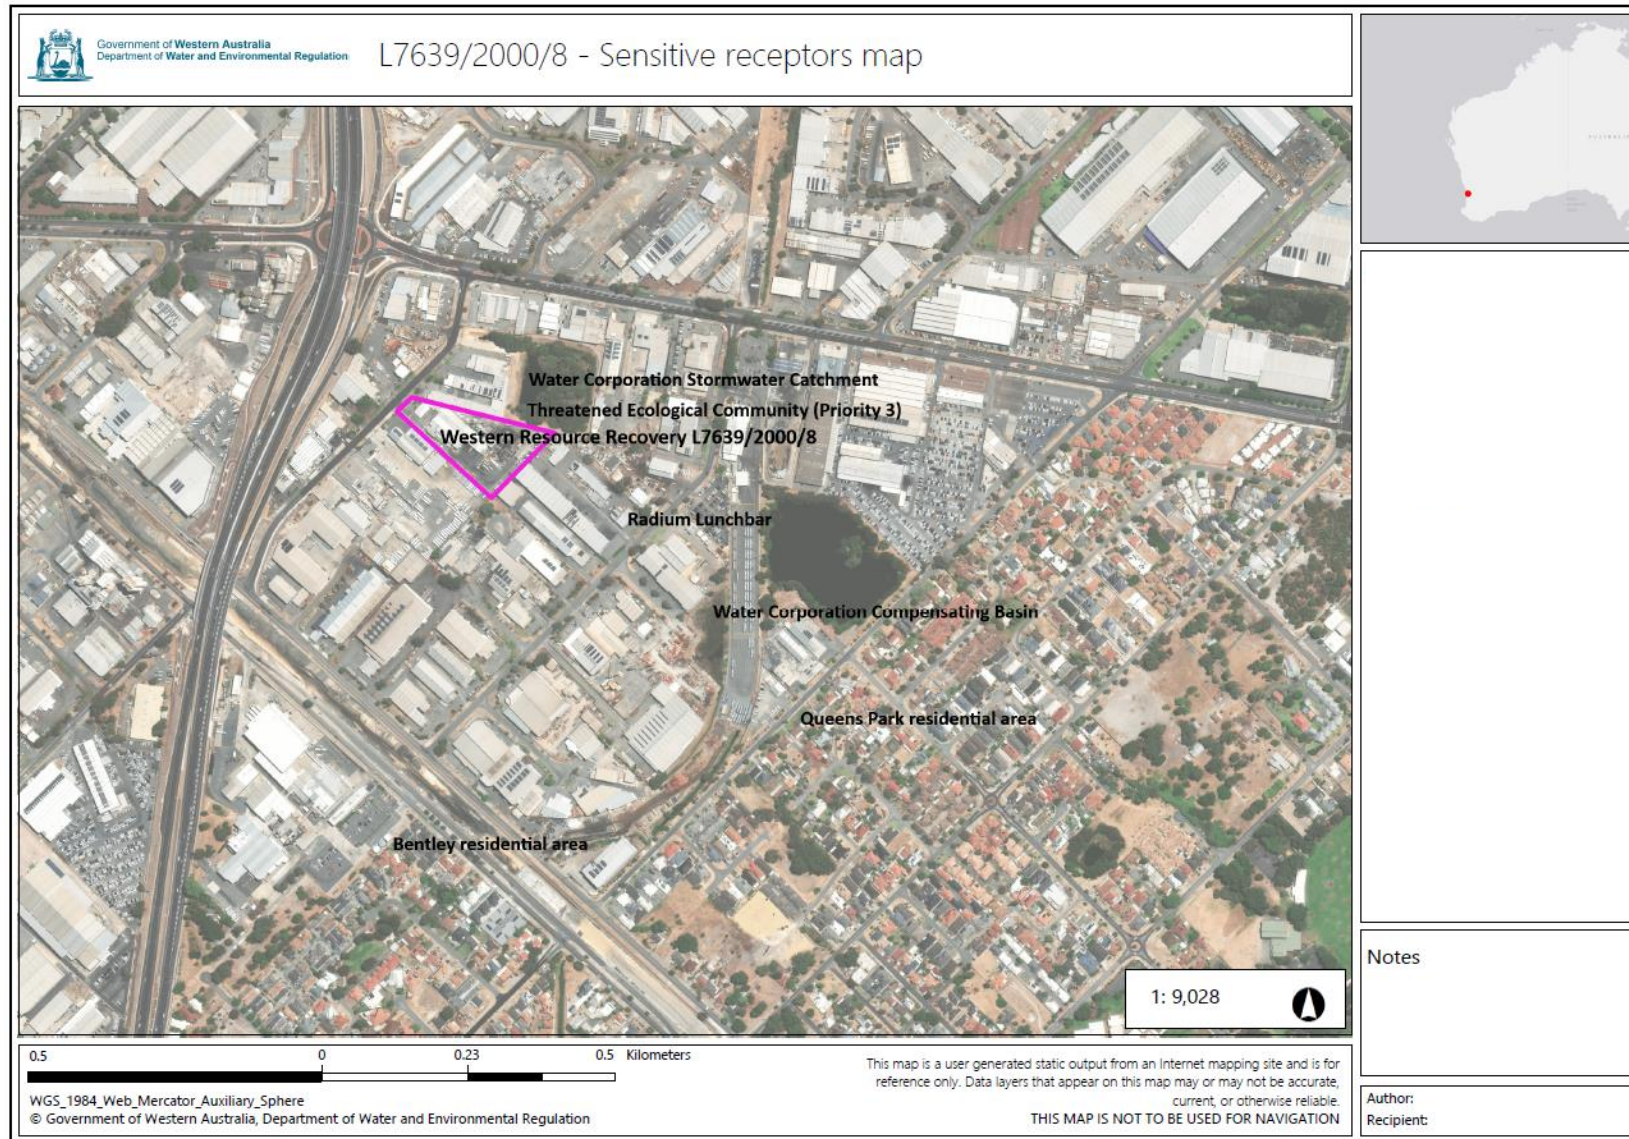 Government of Western Australia
Department of Water and Environmental Regulation
L7639/2000/8 - Sensitive receptors map
Water Corporation Stormwater Catchment
Threatened Ecological Community (Priority 3)
Western Resource Recovery L7639/2000/8
Radium Lunchbar
Water Corporation Compensating Basin
Queens Park residential area
Bentley residential area
1: 9,028
Notes
0.5 0 0.23 0.5 Kilometers
WGS_1984_Web_Mercator_Auxiliary_Sphere
© Government of Western Australia, Department of Water and Environmental Regulation
This map is a user generated static output from an Internet mapping site and is for
reference only. Data layers that appear on this map may or may not be accurate,
current, or otherwise reliable.
THIS MAP IS NOT TO BE USED FOR NAVIGATION
Author:
Recipient: